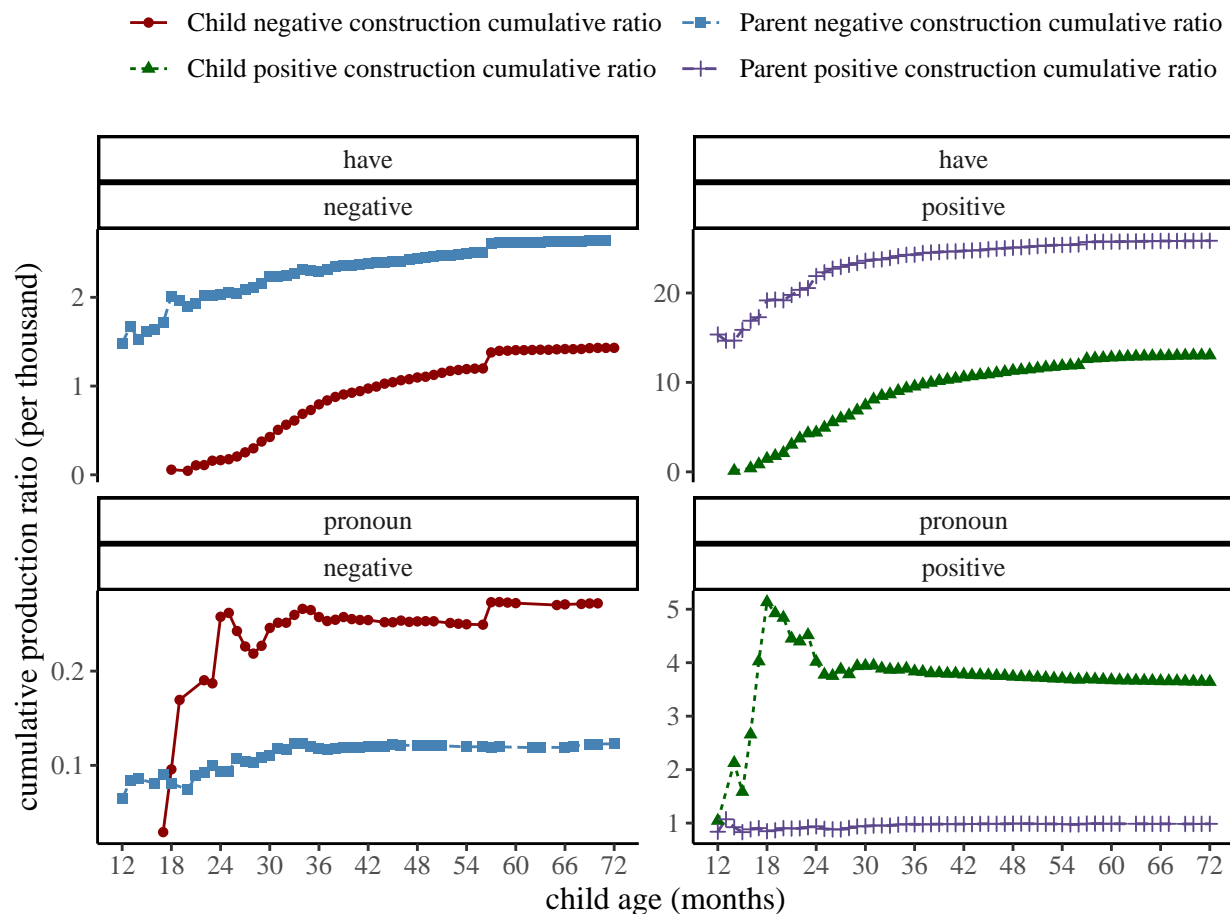 Child negative construction cumulative ratio
Parent negative construction cumulative ratio
Child positive construction cumulative ratio
Parent positive construction cumulative ratio
have
negative
have
positive
2
1
0
20
10
0
pronoun
negative
pronoun
positive
0.2
0.1
5
4
3
2
1
12 18 24 30 36 42 48 54 60 66 72
12 18 24 30 36 42 48 54 60 66 72
child age (months)
cumulative production ratio (per thousand)